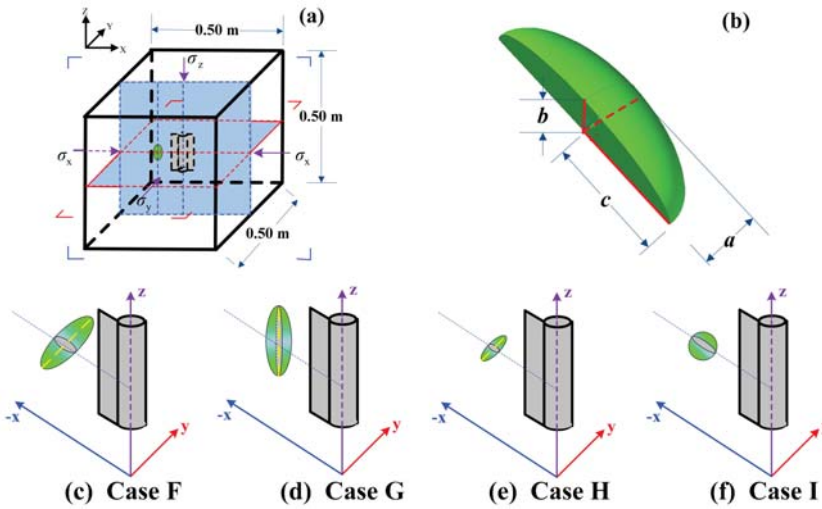 (a)
(b)
Z
Y
X
0.50 m
σz
0.50 m
σx
σx
σy
0.50 m
b
c
a
z
z
z
z
-x
y
-x
y
-x
y
-x
y
(c) Case F
(d) Case G
(e) Case H
(f) Case I